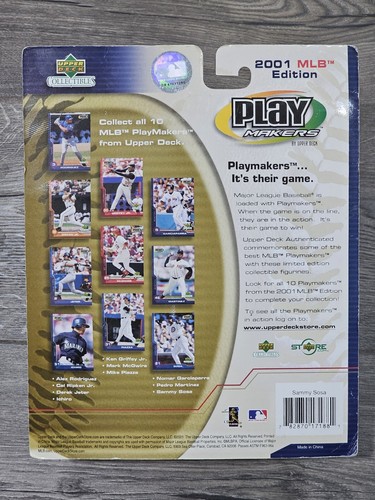 UPPER
DECK
COLLECTIBLES
2001 MLB™
Edition
Collect all 10
MLB™ PlayMakers™
from Upper Deck.
PLAY
MAKERS
BY UPPER DECK
Playmakers™...
It's their game.
Major League Baseball® is
loaded with Playmakers™.
When the game is on the line,
they are in the action. It's
their game to win!
Upper Deck Authenticated
commemorates some of the
best MLB™ Playmakers™ with
these limited edition
collectible figurines.
Look for all 10 Playmakers™
from the 2001 MLB™ Edition
to complete your collection!
To see all the Playmakers™ in
action log on to:
www.upperdeckstore.com
STORE
• Alex Rodriguez
• Cal Ripken Jr.
• Derek Jeter
• Ichiro
• Ken Griffey Jr.
• Mark McGwire
• Mike Piazza
• Nomar Garciaparra
• Pedro Martinez
• Sammy Sosa
Sammy Sosa
Made in China